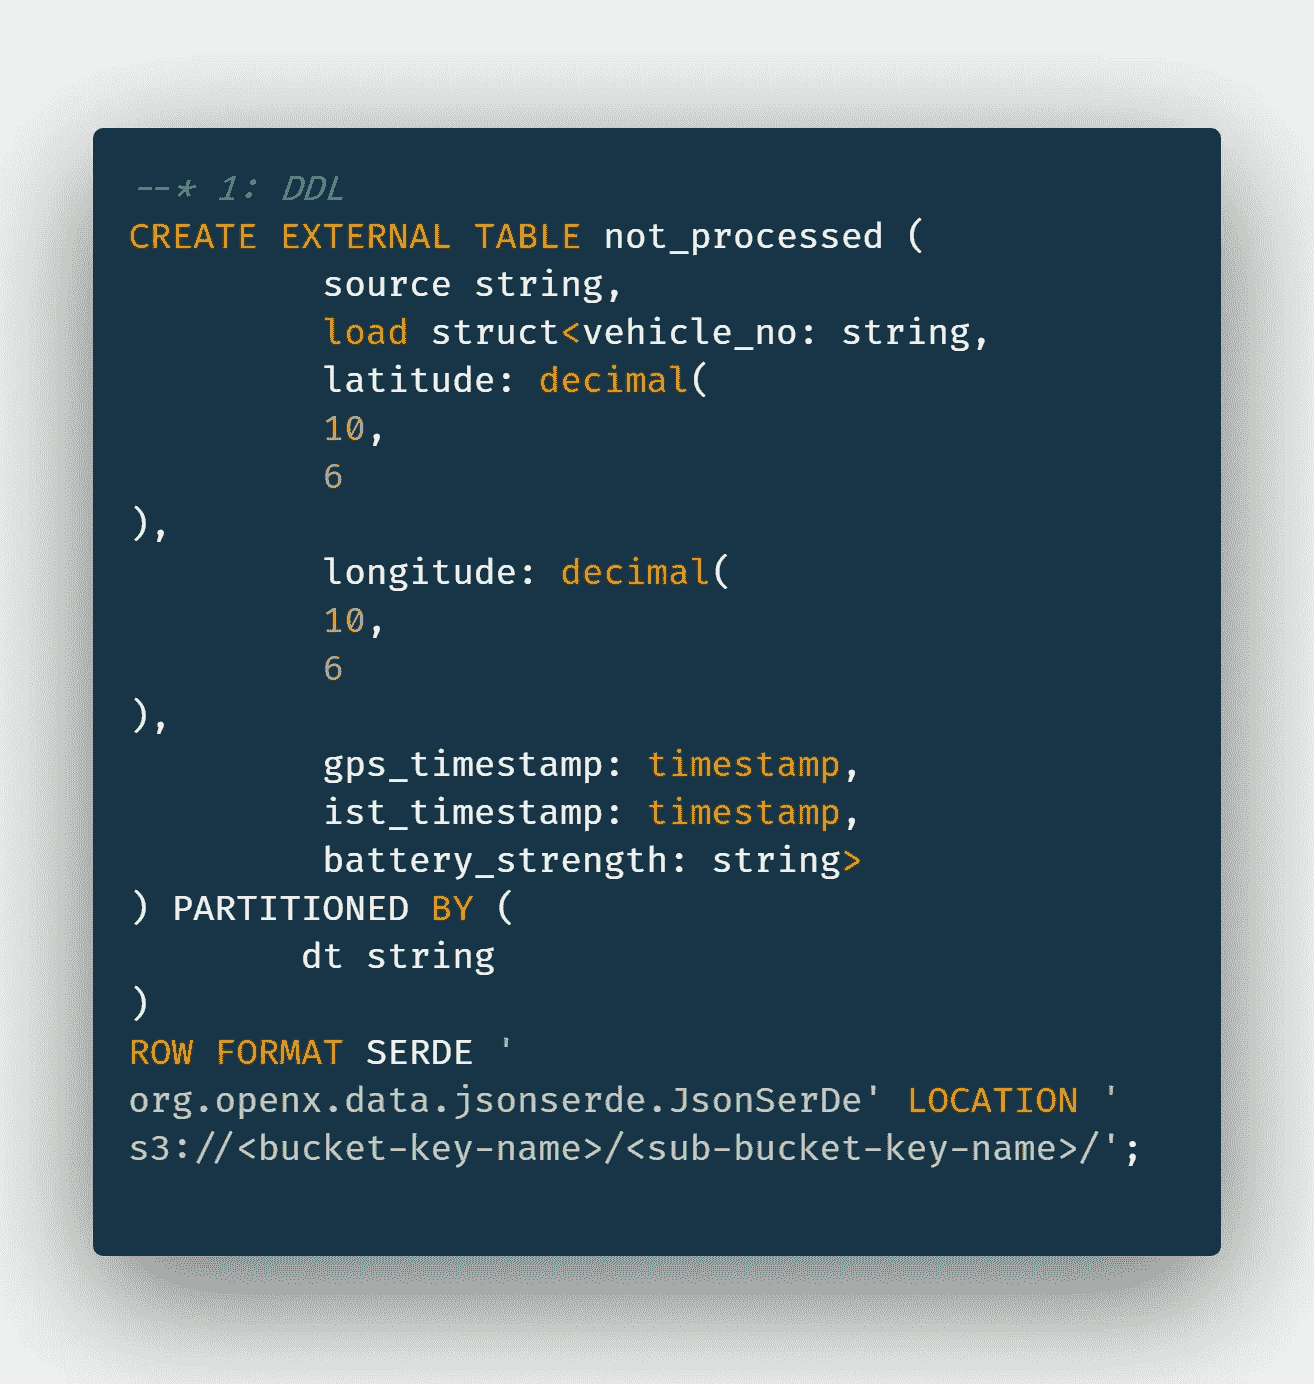 --* 1: DDL
CREATE EXTERNAL TABLE not_processed (
source string,
load struct<vehicle_no: string,
latitude: decimal(
10,
6
),
longitude: decimal(
10,
6
),
gps_timestamp: timestamp,
ist_timestamp: timestamp,
battery_strength: string>
) PARTITIONED BY (
dt string
)
ROW FORMAT SERDE '
org.openx.data.jsonserde.JsonSerDe' LOCATION '
s3://<bucket-key-name>/<sub-bucket-key-name>/';